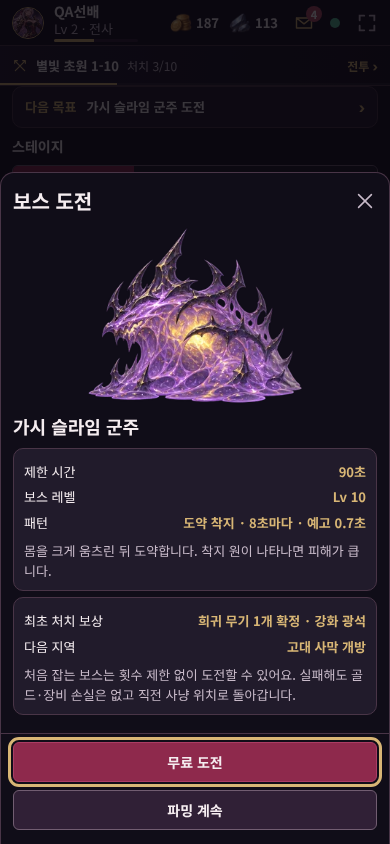 QA선배
Lv 2 · 전사
187
113
4
별빛 초원 1-10 처치 3/10
전투 ›
다음 목표 가시 슬라임 군주 도전 ›
스테이지
보스 도전
가시 슬라임 군주
제한 시간 90초
보스 레벨 Lv 10
패턴 도약 착지 · 8초마다 · 예고 0.7초
몸을 크게 움츠린 뒤 도약합니다. 착지 원이 나타나면 피해가 큽
니다.
최초 처치 보상 희귀 무기 1개 확정 · 강화 광석
다음 지역 고대 사막 개방
처음 잡는 보스는 횟수 제한 없이 도전할 수 있어요. 실패해도 골
드·장비 손실은 없고 직전 사냥 위치로 돌아갑니다.
무료 도전
파밍 계속